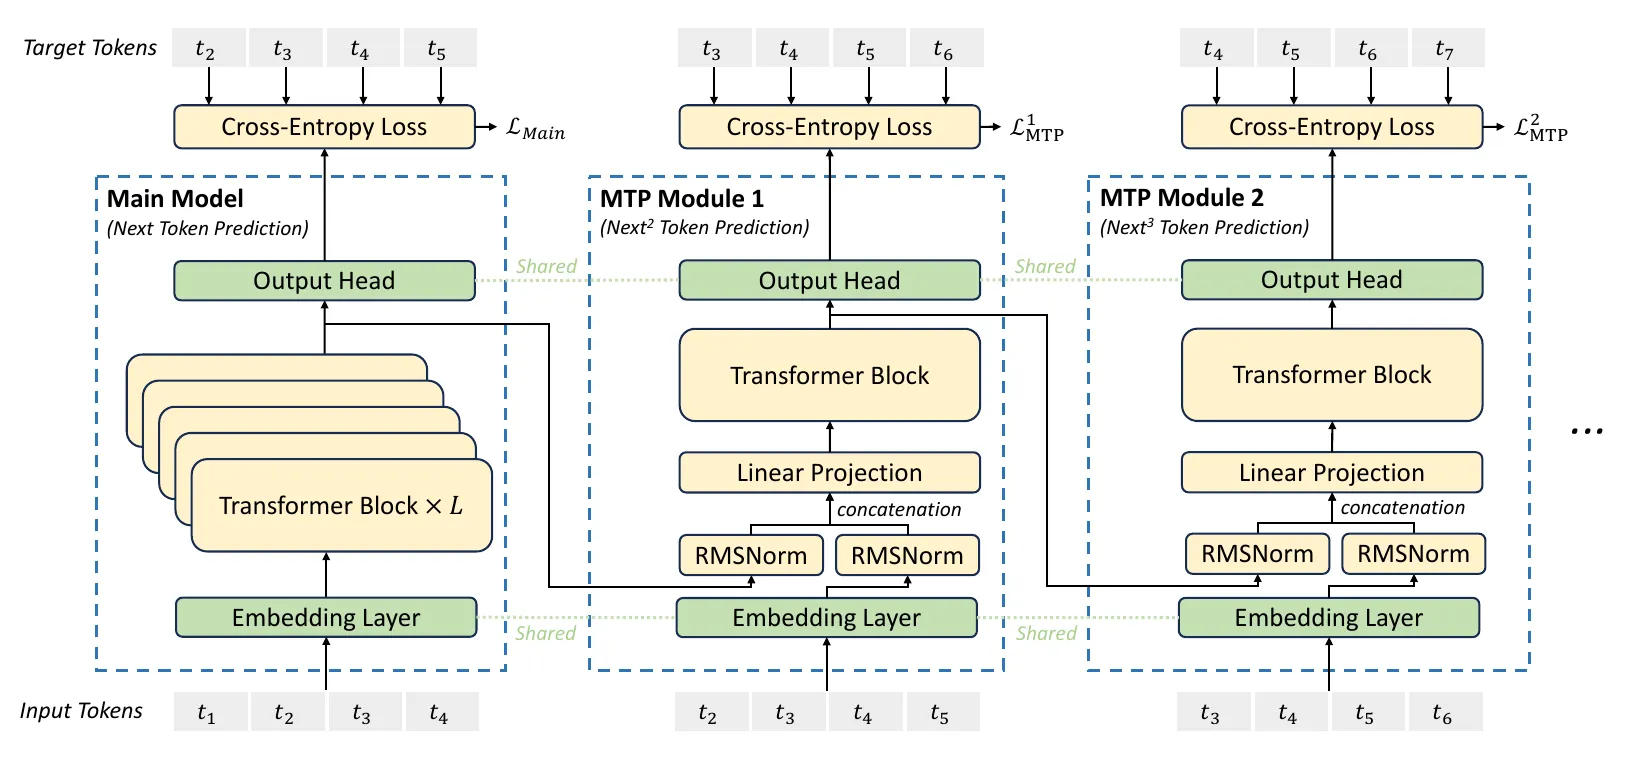 Target Tokens t₂ t₃ t₄ t₅ t₃ t₄ t₅ t₆ t₄ t₅ t₆ t₇
Cross-Entropy Loss ℒ_Main Cross-Entropy Loss ℒ¹_MTP Cross-Entropy Loss ℒ²_MTP
Main Model
(Next Token Prediction)
MTP Module 1
(Next² Token Prediction)
MTP Module 2
(Next³ Token Prediction)
Output Head Shared Output Head Shared Output Head
Transformer Block Transformer Block
...
Linear Projection Linear Projection
Transformer Block × L
concatenation concatenation
RMSNorm RMSNorm RMSNorm RMSNorm
Embedding Layer Shared Embedding Layer Shared Embedding Layer
Input Tokens t₁ t₂ t₃ t₄ t₂ t₃ t₄ t₅ t₃ t₄ t₅ t₆